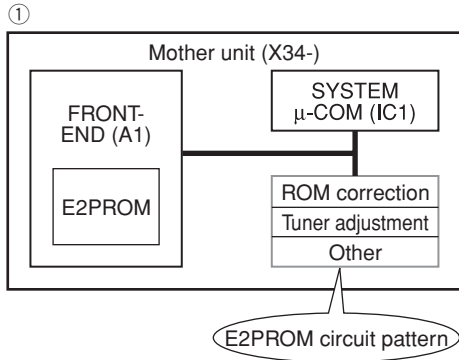 ①
Mother unit (X34-)
FRONT-
END (A1)
E2PROM
SYSTEM
μ-COM (IC1)
ROM correction
Tuner adjustment
Other
E2PROM circuit pattern